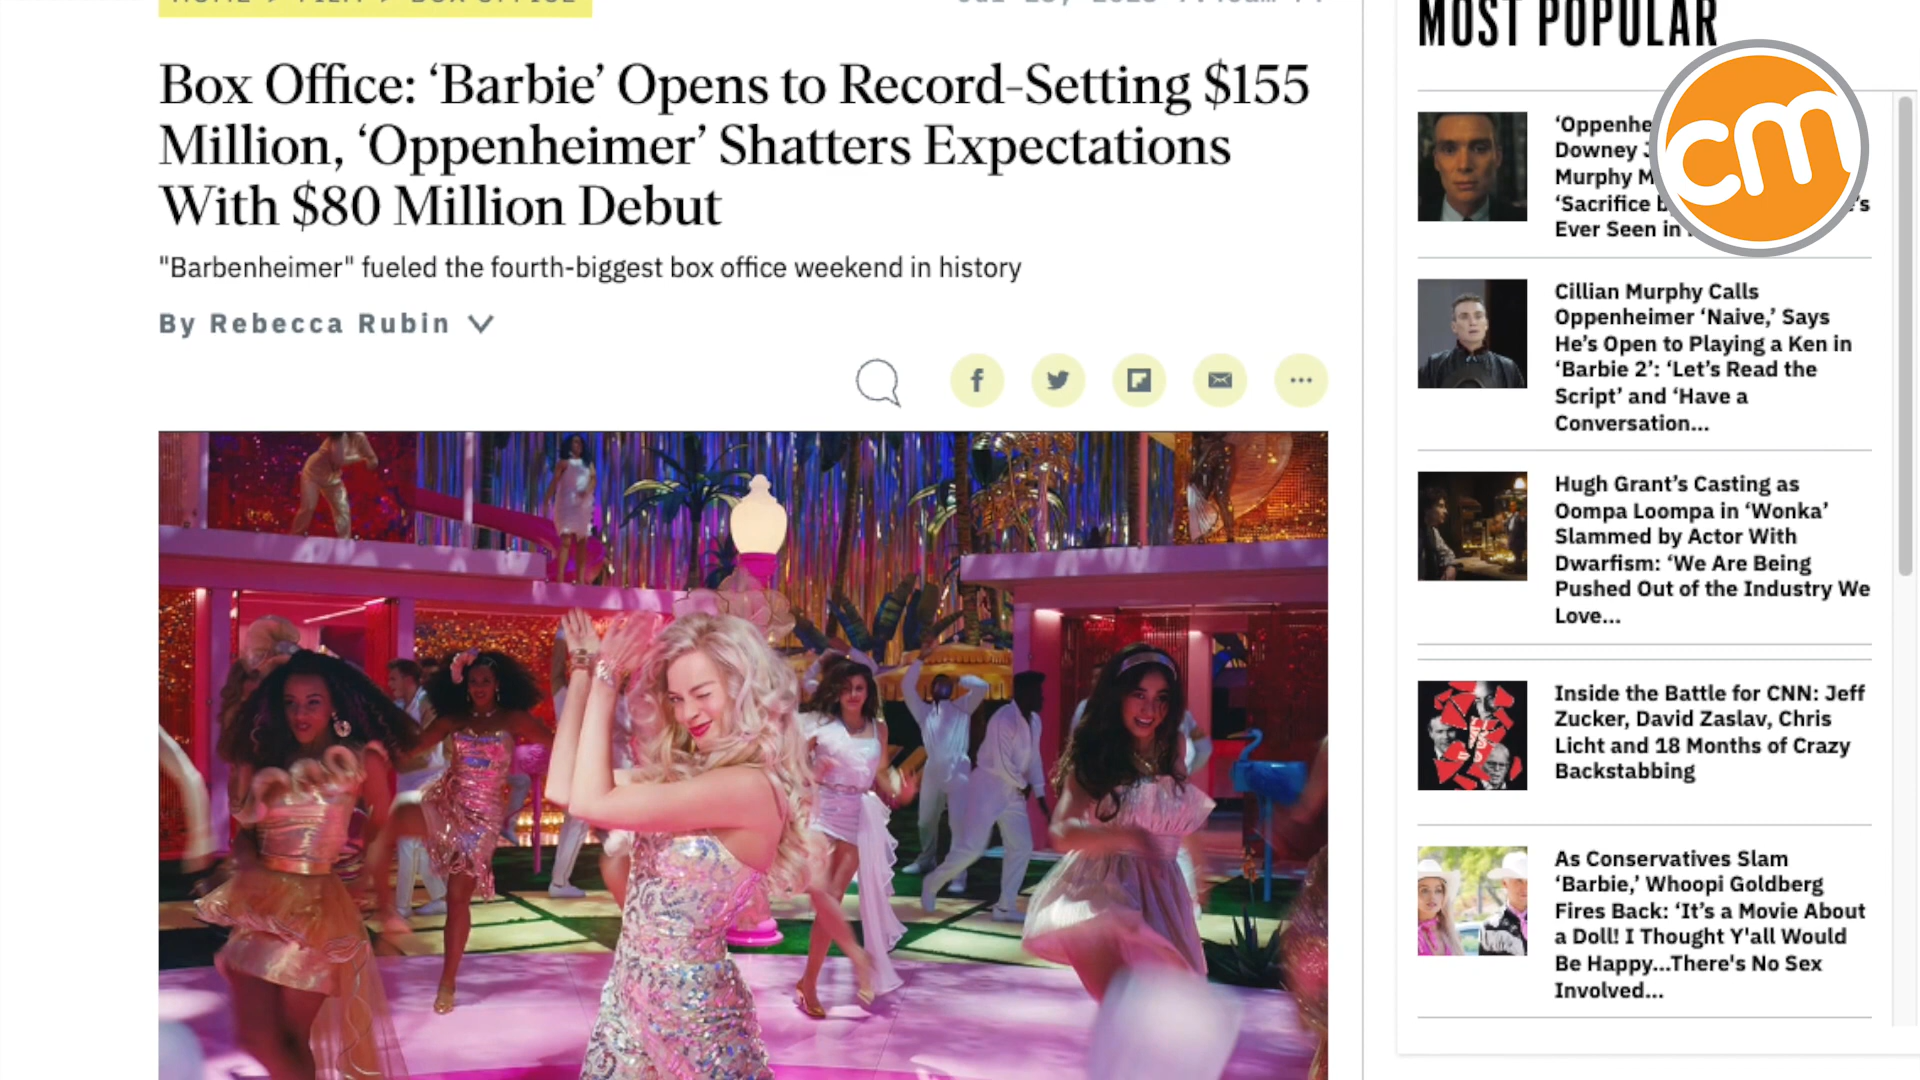 HOME > FILM > BOX OFFICE
Box Office: ‘Barbie’ Opens to Record-Setting $155
Million, ‘Oppenheimer’ Shatters Expectations
With $80 Million Debut
"Barbenheimer" fueled the fourth-biggest box office weekend in history
By Rebecca Rubin
f
MOST POPULAR
cm
Downey
Murphy
‘Sacrifice
Ever Seen in
Cillian Murphy Calls
Oppenheimer ‘Naive,’ Says
He’s Open to Playing a Ken in
‘Barbie 2’: ‘Let’s Read the
Script’ and ‘Have a
Conversation...
Hugh Grant’s Casting as
Oompa Loompa in ‘Wonka’
Slammed by Actor With
Dwarfism: ‘We Are Being
Pushed Out of the Industry We
Love...
Inside the Battle for CNN: Jeff
Zucker, David Zaslav, Chris
Licht and 18 Months of Crazy
Backstabbing
As Conservatives Slam
‘Barbie,’ Whoopi Goldberg
Fires Back: ‘It’s a Movie About
a Doll! I Thought Y'all Would
Be Happy...There's No Sex
Involved...